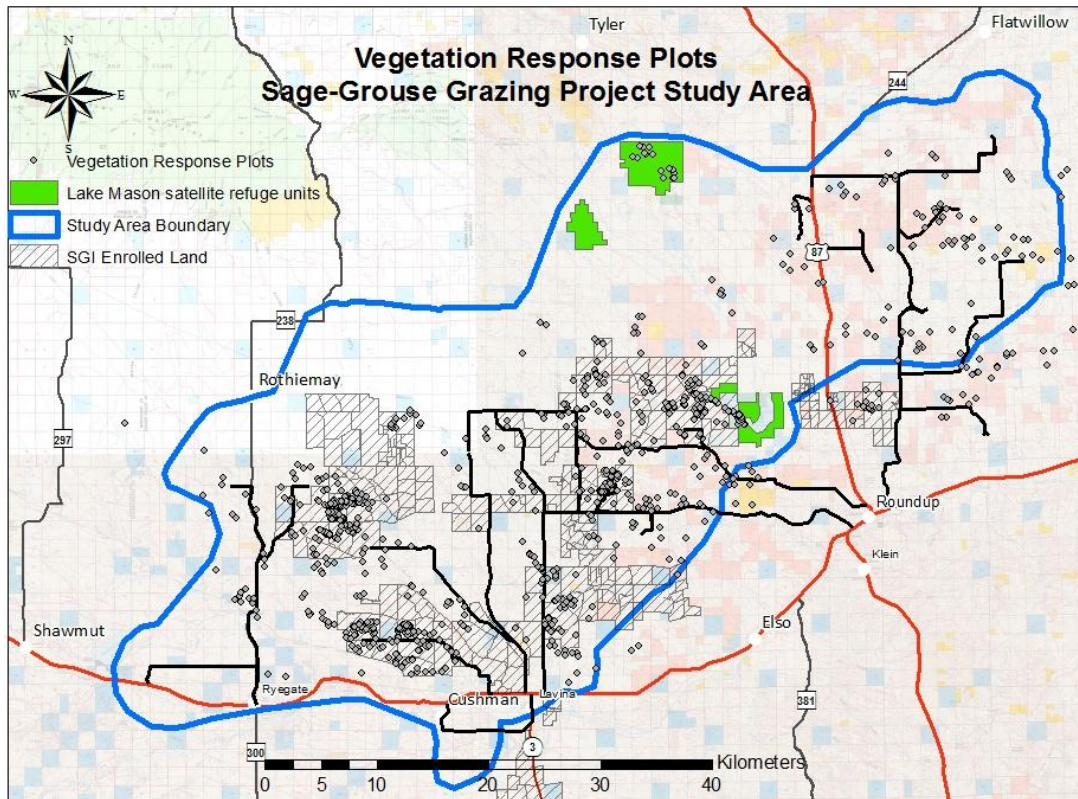 Tyler
Flatwillow
Vegetation Response Plots
Sage-Grouse Grazing Project Study Area
N
W
E
S
244
Vegetation Response Plots
Lake Mason satellite refuge units
Study Area Boundary
SGI Enrolled Land
87
238
Rothiemay
297
Roundup
Klein
Shawmut
Elso
Ryegate
Cushman
Lavina
381
300
3
Kilometers
0 5 10 20 30 40